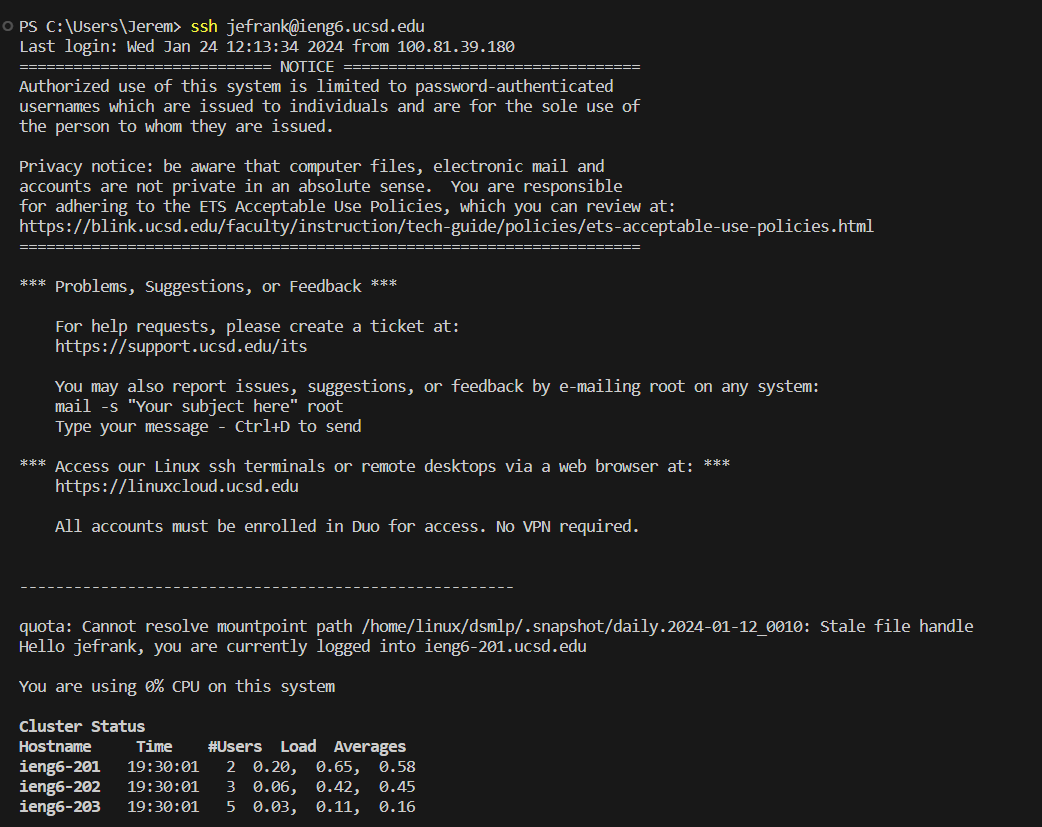 PS C:\Users\Jerem> ssh jefrank@ieng6.ucsd.edu
Last login: Wed Jan 24 12:13:34 2024 from 100.81.39.180
============================ NOTICE =================================
Authorized use of this system is limited to password-authenticated
usernames which are issued to individuals and are for the sole use of
the person to whom they are issued.

Privacy notice: be aware that computer files, electronic mail and
accounts are not private in an absolute sense.  You are responsible
for adhering to the ETS Acceptable Use Policies, which you can review at:
https://blink.ucsd.edu/faculty/instruction/tech-guide/policies/ets-acceptable-use-policies.html
=====================================================================

*** Problems, Suggestions, or Feedback ***

    For help requests, please create a ticket at:
    https://support.ucsd.edu/its

    You may also report issues, suggestions, or feedback by e-mailing root on any system:
    mail -s "Your subject here" root
    Type your message - Ctrl+D to send

*** Access our Linux ssh terminals or remote desktops via a web browser at: ***
    https://linuxcloud.ucsd.edu

    All accounts must be enrolled in Duo for access. No VPN required.


-------------------------------------------------------

quota: Cannot resolve mountpoint path /home/linux/dsmlp/.snapshot/daily.2024-01-12_0010: Stale file handle
Hello jefrank, you are currently logged into ieng6-201.ucsd.edu

You are using 0% CPU on this system

Cluster Status
Hostname     Time    #Users  Load  Averages
ieng6-201   19:30:01   2  0.20,  0.65,  0.58
ieng6-202   19:30:01   3  0.06,  0.42,  0.45
ieng6-203   19:30:01   5  0.03,  0.11,  0.16